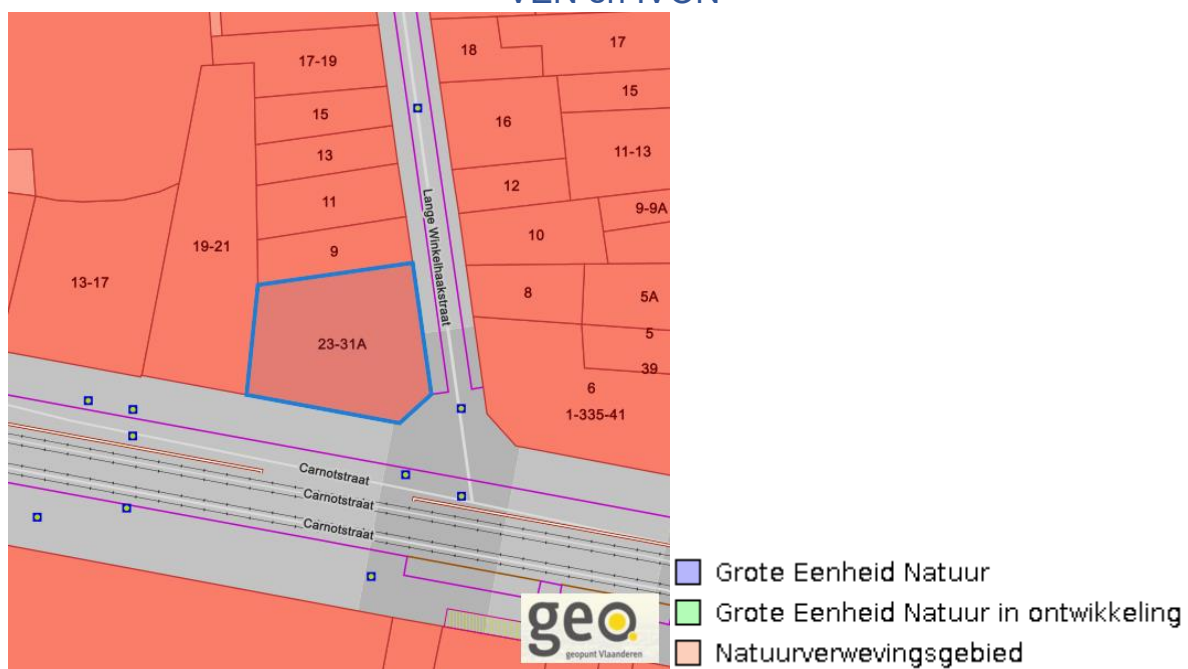 17-19
18
17
15
15
16
13
11-13
12
11
9-9A
10
19-21
9
13-17
8
5A
Lange Winkelhaakstraat
23-31A
5
39
6
1-335-41
Carnotstraat
Carnotstraat
Carnotstraat
geo
geopunt Vlaanderen
Grote Eenheid Natuur
Grote Eenheid Natuur in ontwikkeling
Natuurverwevingsgebied